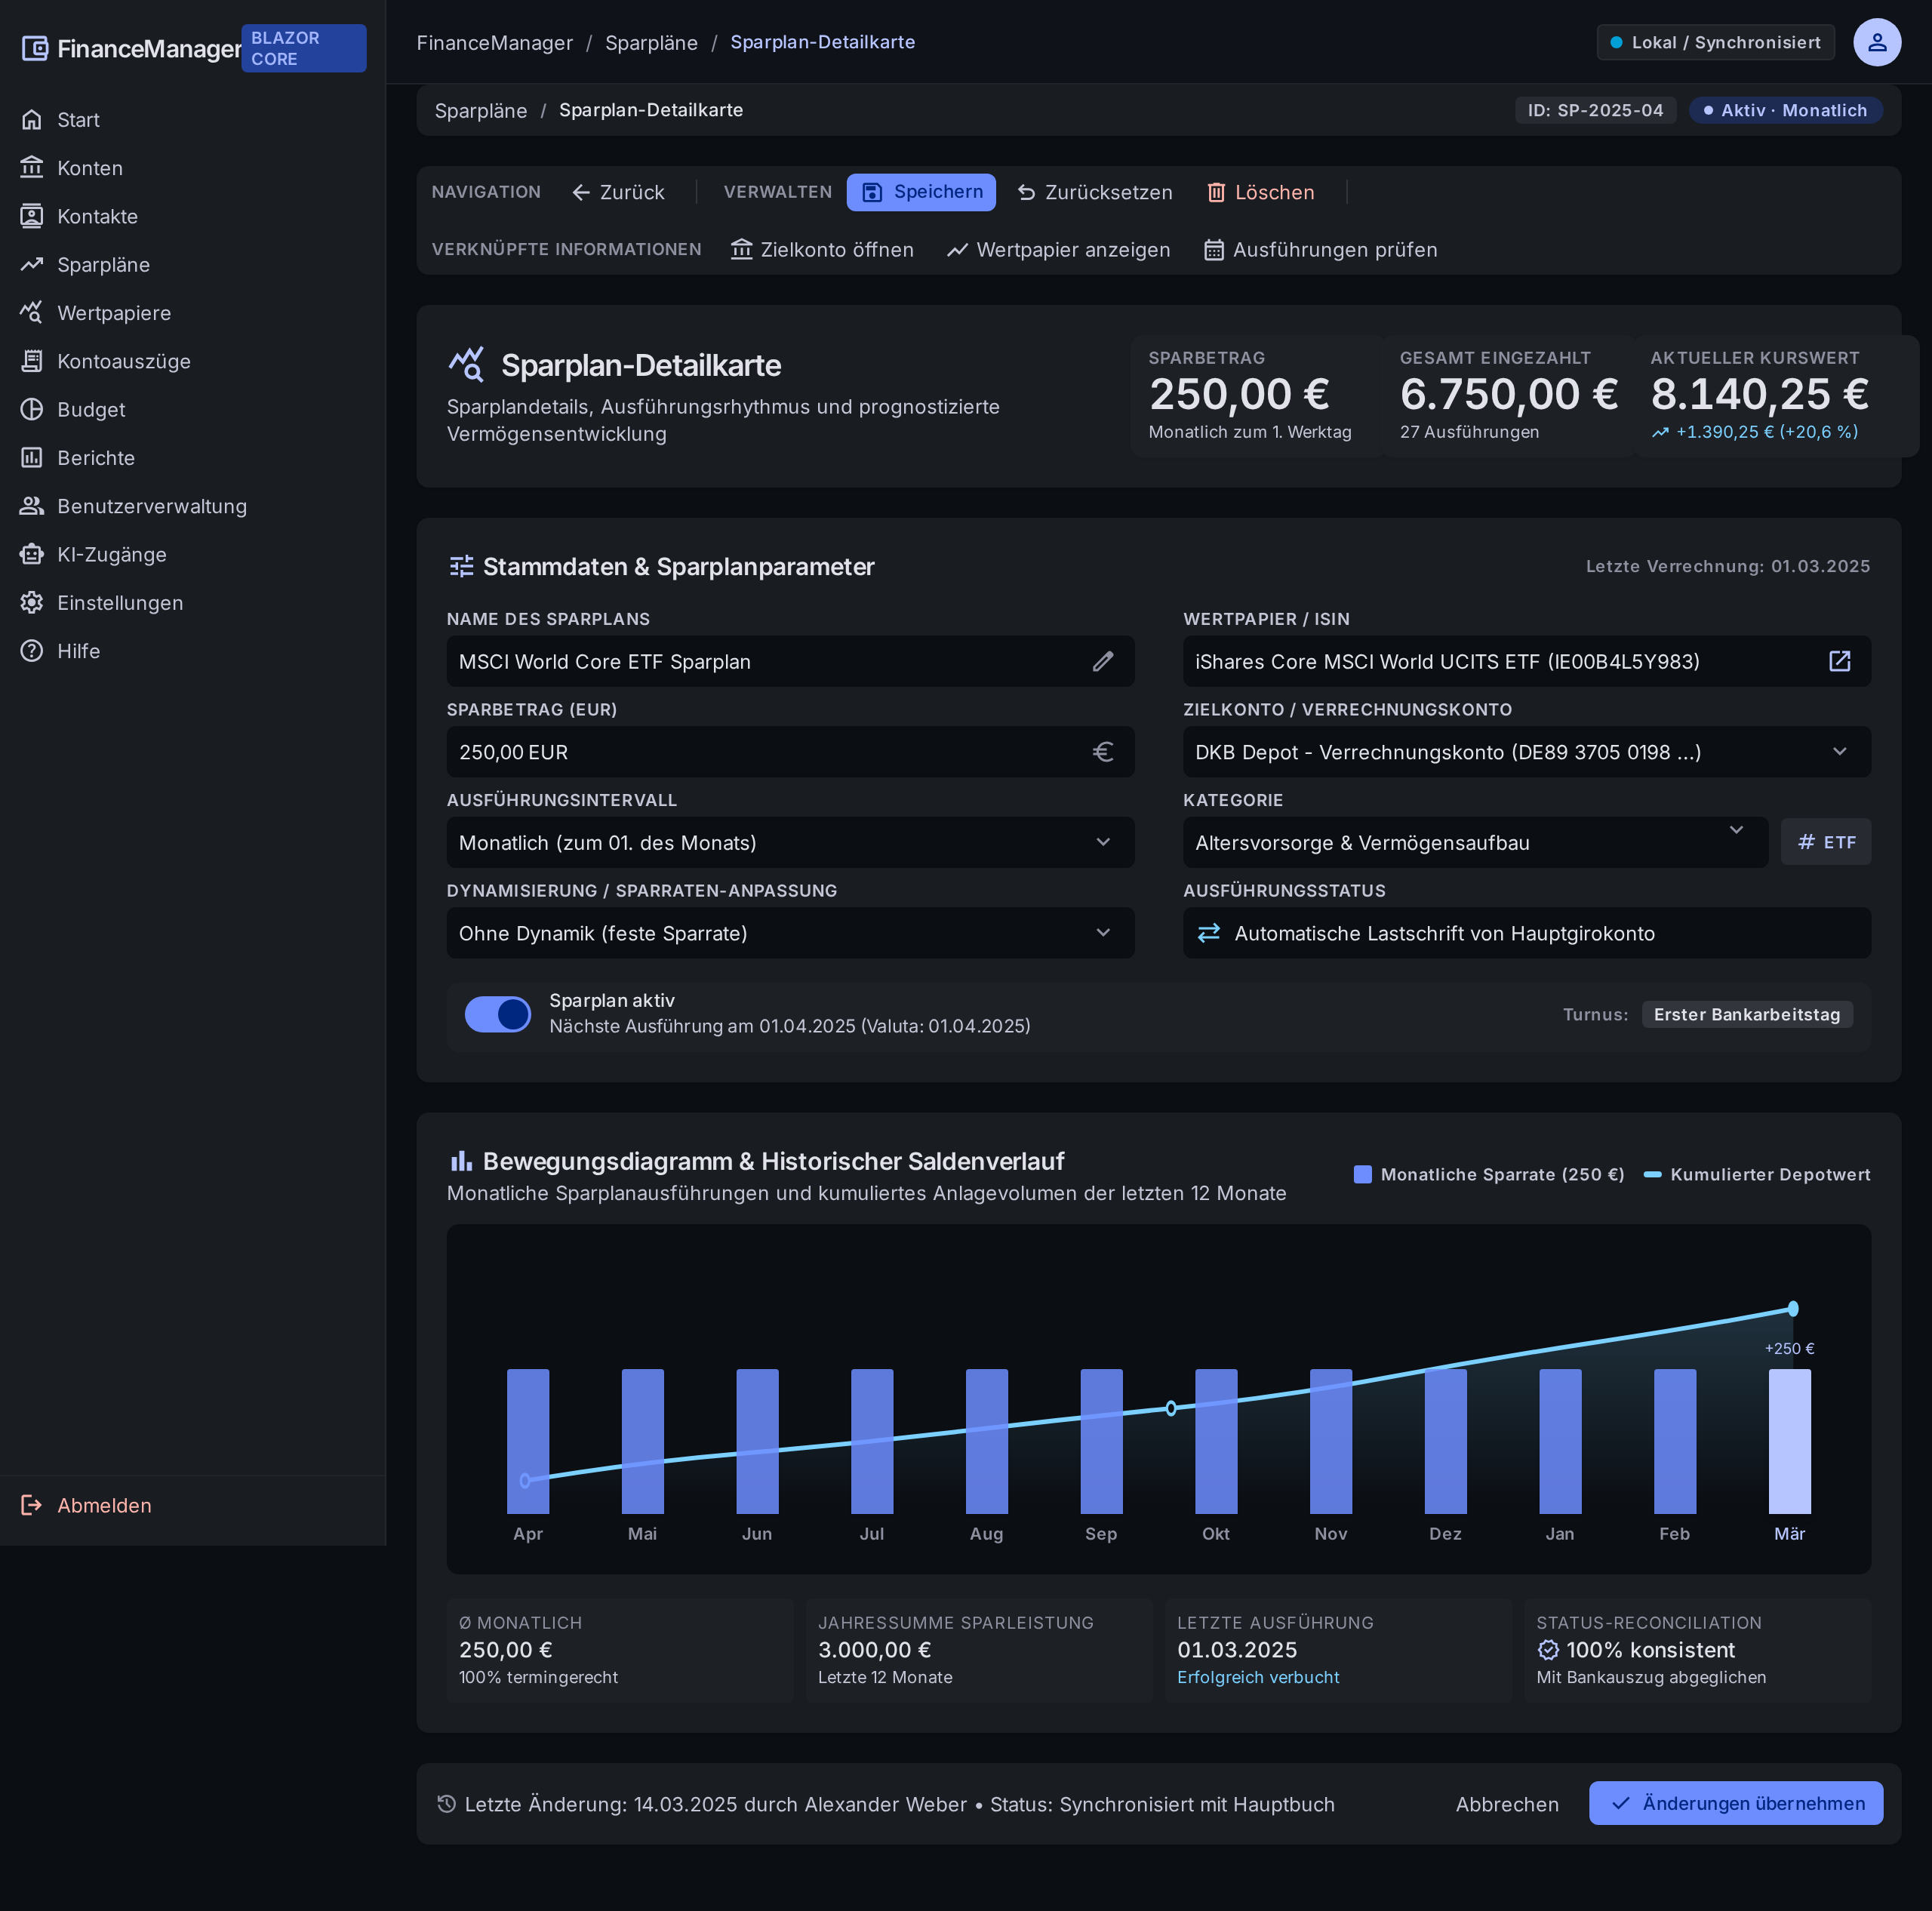 FinanceManager
BLAZOR
CORE
Start
Konten
Kontakte
Sparpläne
Wertpapiere
Kontoauszüge
Budget
Berichte
Benutzerverwaltung
KI-Zugänge
Einstellungen
Hilfe
Abmelden
FinanceManager / Sparpläne / Sparplan-Detailkarte
Lokal / Synchronisiert
Sparpläne / Sparplan-Detailkarte
ID: SP-2025-04
Aktiv · Monatlich
NAVIGATION Zurück VERWALTEN Speichern Zurücksetzen Löschen
VERKNÜPFTE INFORMATIONEN Zielkonto öffnen Wertpapier anzeigen Ausführungen prüfen
Sparplan-Detailkarte
Sparplandetails, Ausführungsrhythmus und prognostizierte
Vermögensentwicklung
SPARBETRAG
250,00 €
Monatlich zum 1. Werktag
GESAMT EINGEZAHLT
6.750,00 €
27 Ausführungen
AKTUELLER KURSWERT
8.140,25 €
+1.390,25 € (+20,6 %)
Stammdaten & Sparplanparameter
Letzte Verrechnung: 01.03.2025
NAME DES SPARPLANS
MSCI World Core ETF Sparplan
WERTPAPIER / ISIN
iShares Core MSCI World UCITS ETF (IE00B4L5Y983)
SPARBETRAG (EUR)
250,00 EUR
€
ZIELKONTO / VERRECHNUNGSKONTO
DKB Depot - Verrechnungskonto (DE89 3705 0198 ...)
AUSFÜHRUNGSINTERVALL
Monatlich (zum 01. des Monats)
KATEGORIE
Altersvorsorge & Vermögensaufbau
# ETF
DYNAMISIERUNG / SPARRATEN-ANPASSUNG
Ohne Dynamik (feste Sparrate)
AUSFÜHRUNGSSTATUS
Automatische Lastschrift von Hauptgirokonto
Sparplan aktiv
Nächste Ausführung am 01.04.2025 (Valuta: 01.04.2025)
Turnus: Erster Bankarbeitstag
Bewegungsdiagramm & Historischer Saldenverlauf
Monatliche Sparplanausführungen und kumuliertes Anlagevolumen der letzten 12 Monate
Monatliche Sparrate (250 €)
Kumulierter Depotwert
+250 €
Apr Mai Jun Jul Aug Sep Okt Nov Dez Jan Feb Mär
Ø MONATLICH
250,00 €
100% termingerecht
JAHRESSUMME SPARLEISTUNG
3.000,00 €
Letzte 12 Monate
LETZTE AUSFÜHRUNG
01.03.2025
Erfolgreich verbucht
STATUS-RECONCILIATION
100% konsistent
Mit Bankauszug abgeglichen
Letzte Änderung: 14.03.2025 durch Alexander Weber • Status: Synchronisiert mit Hauptbuch
Abbrechen
Änderungen übernehmen